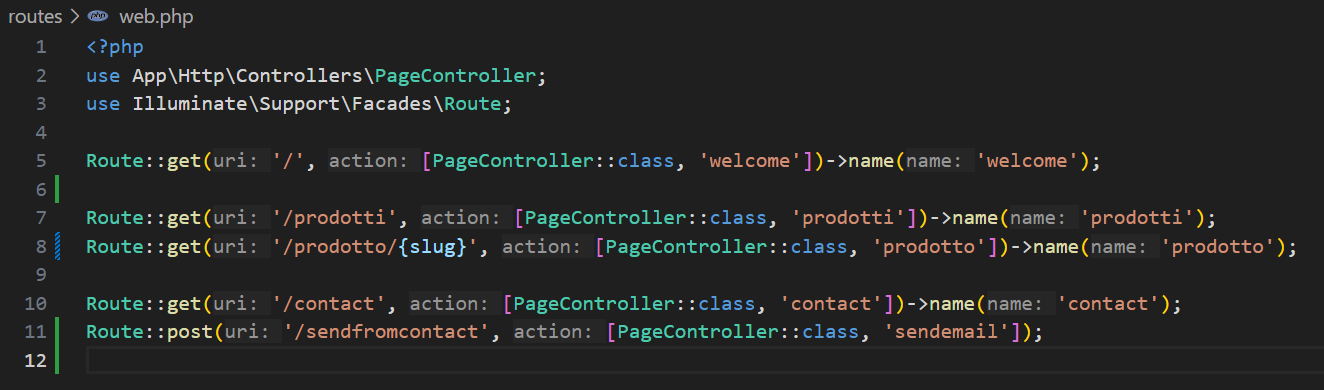 routes > web.php
1 <?php
2 use App\Http\Controllers\PageController;
3 use Illuminate\Support\Facades\Route;
4
5 Route::get(uri: '/', action: [PageController::class, 'welcome'])->name(name: 'welcome');
6
7 Route::get(uri: '/prodotti', action: [PageController::class, 'prodotti'])->name(name: 'prodotti');
8 Route::get(uri: '/prodotto/{slug}', action: [PageController::class, 'prodotto'])->name(name: 'prodotto');
9
10 Route::get(uri: '/contact', action: [PageController::class, 'contact'])->name(name: 'contact');
11 Route::post(uri: '/sendfromcontact', action: [PageController::class, 'sendemail']);
12